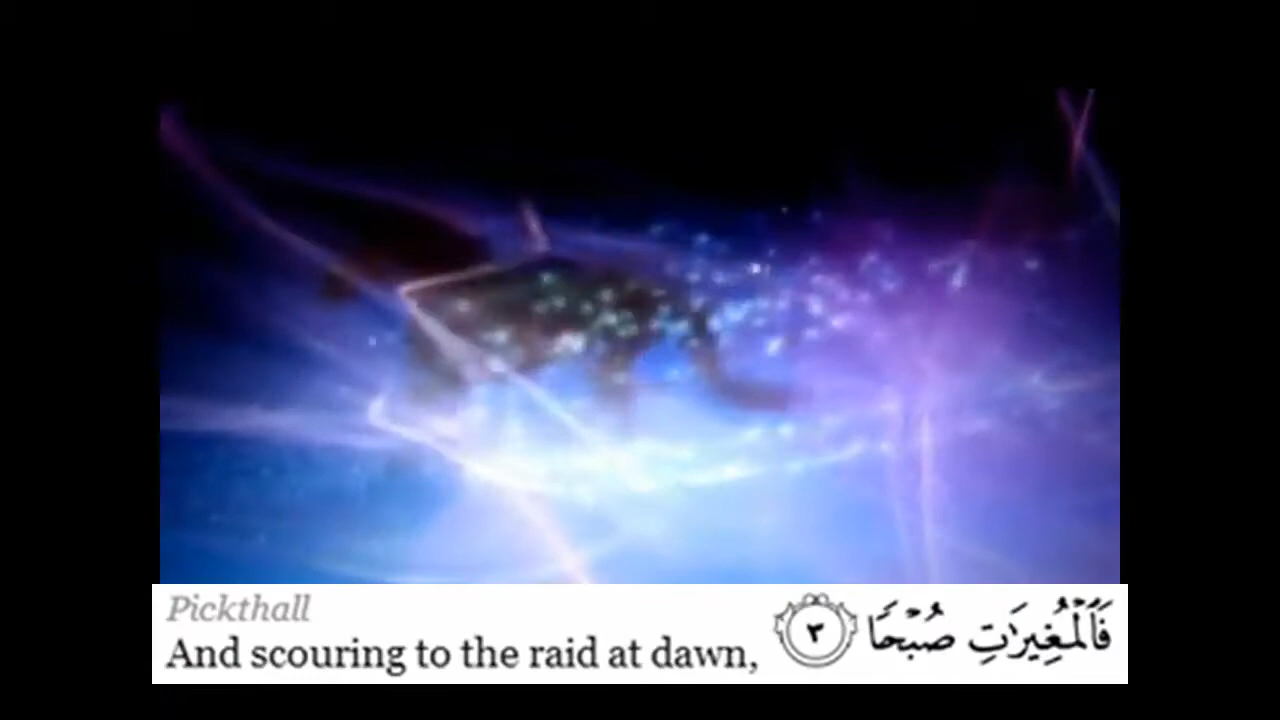 Pickthall
And scouring to the raid at dawn,
فَٱلْمُغِيرَٰتِ صُبْحًا ٣